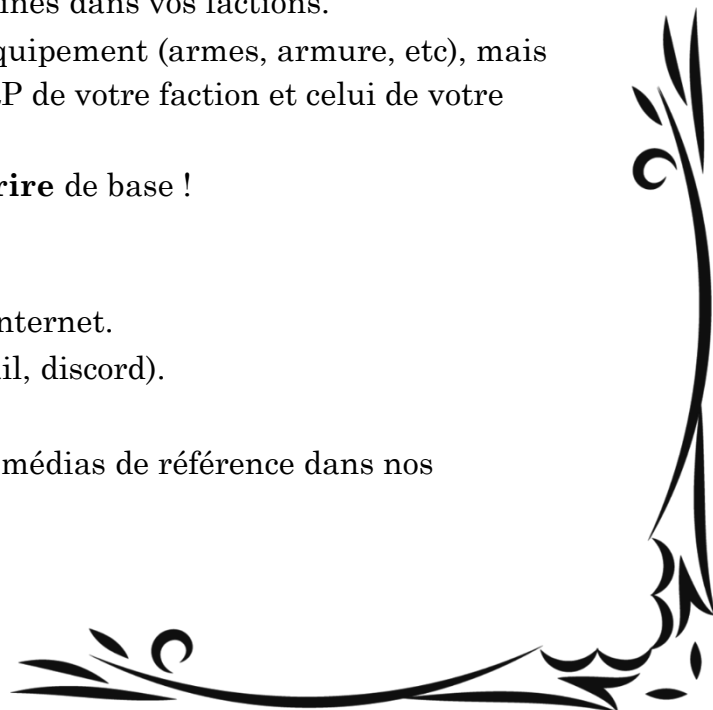 inés dans vos factions.
quipement (armes, armure, etc), mais
P de votre faction et celui de votre
rire de base !
nternet.
il, discord).
médias de référence dans nos